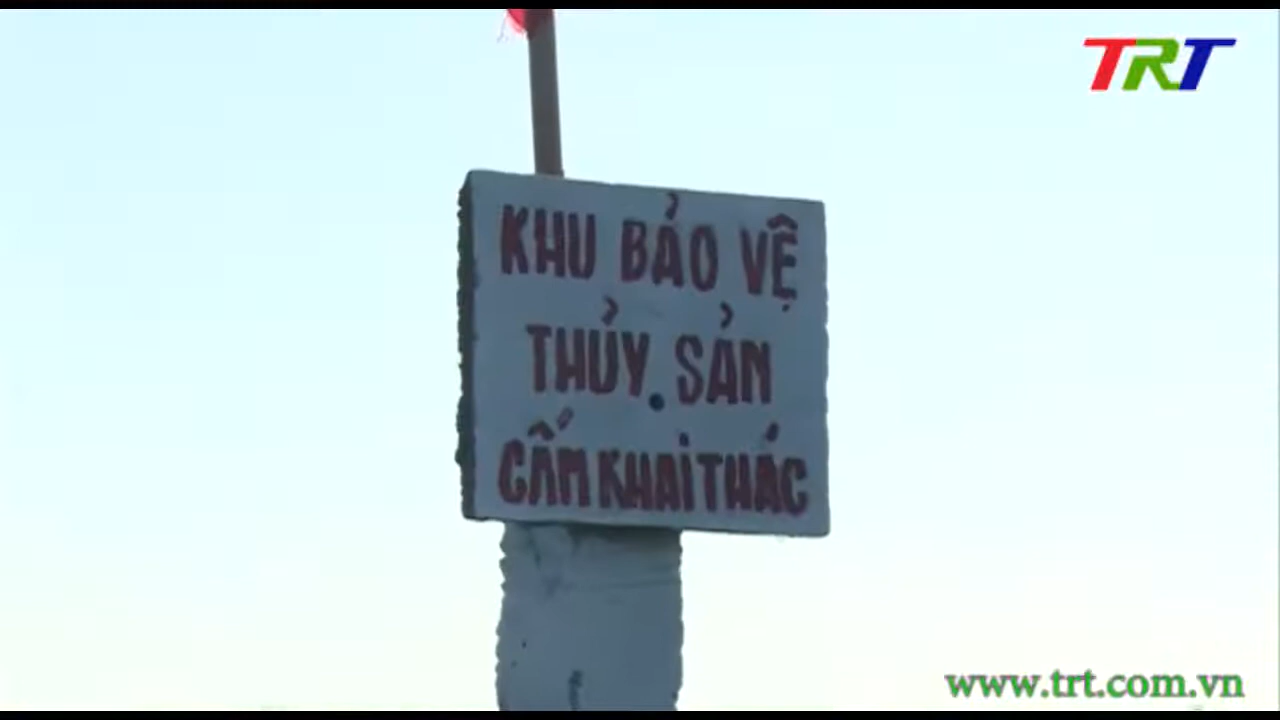 TRT
KHU BẢO VỆ
THỦY SẢN
CẤM KHAI THÁC
www.trt.com.vn